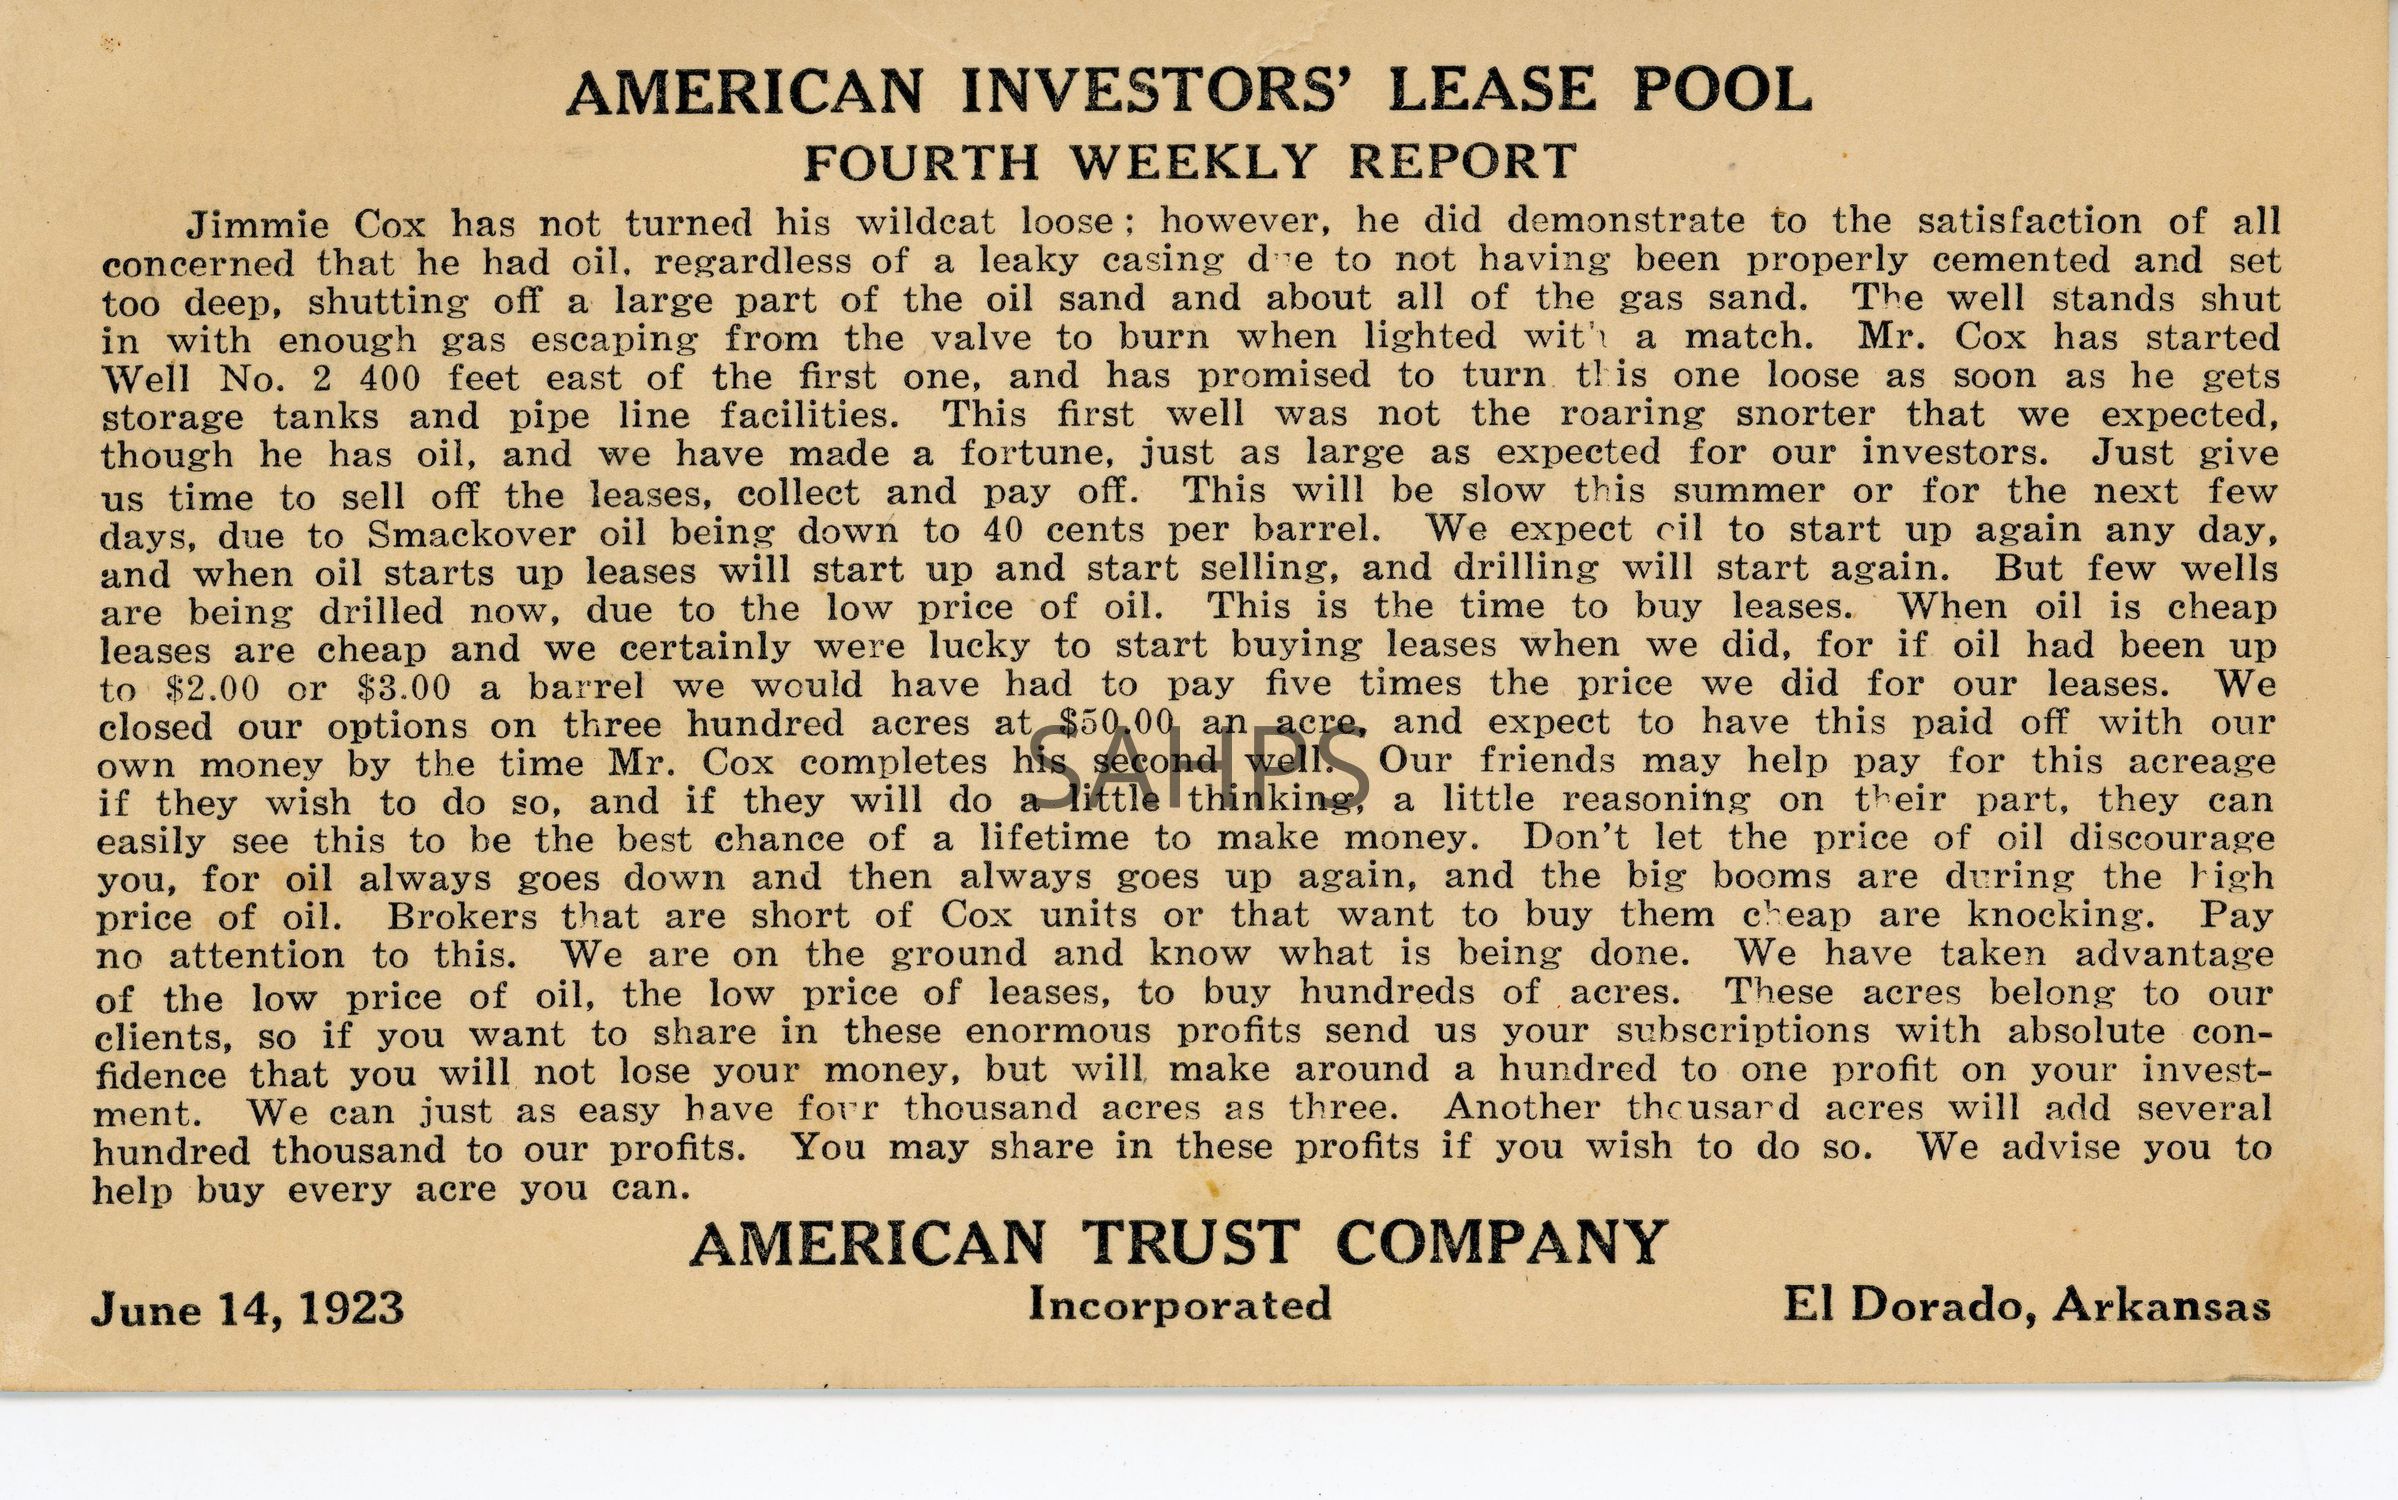 AMERICAN INVESTORS' LEASE POOL
FOURTH WEEKLY REPORT
Jimmie Cox has not turned his wildcat loose; however, he did demonstrate to the satisfaction of all
concerned that he had oil, regardless of a leaky casing due to not having been properly cemented and set
too deep, shutting off a large part of the oil sand and about all of the gas sand. The well stands shut
in with enough gas escaping from the valve to burn when lighted with a match. Mr. Cox has started
Well No. 2 400 feet east of the first one, and has promised to turn this one loose as soon as he gets
storage tanks and pipe line facilities. This first well was not the roaring snorter that we expected,
though he has oil, and we have made a fortune, just as large as expected for our investors. Just give
us time to sell off the leases, collect and pay off. This will be slow this summer or for the next few
days, due to Smackover oil being down to 40 cents per barrel. We expect oil to start up again any day,
and when oil starts up leases will start up and start selling, and drilling will start again. But few wells
are being drilled now, due to the low price of oil. This is the time to buy leases. When oil is cheap
leases are cheap and we certainly were lucky to start buying leases when we did, for if oil had been up
to $2.00 or $3.00 a barrel we would have had to pay five times the price we did for our leases. We
closed our options on three hundred acres at $50.00 an acre, and expect to have this paid off with our
own money by the time Mr. Cox completes his second well. Our friends may help pay for this acreage
if they wish to do so, and if they will do a little thinking, a little reasoning on their part, they can
easily see this to be the best chance of a lifetime to make money. Don't let the price of oil discourage
you, for oil always goes down and then always goes up again, and the big booms are during the high
price of oil. Brokers that are short of Cox units or that want to buy them cheap are knocking. Pay
no attention to this. We are on the ground and know what is being done. We have taken advantage
of the low price of oil, the low price of leases, to buy hundreds of acres. These acres belong to our
clients, so if you want to share in these enormous profits send us your subscriptions with absolute con-
fidence that you will not lose your money, but will make around a hundred to one profit on your invest-
ment. We can just as easy have four thousand acres as three. Another thousand acres will add several
hundred thousand to our profits. You may share in these profits if you wish to do so. We advise you to
help buy every acre you can.
AMERICAN TRUST COMPANY
Incorporated
June 14, 1923
El Dorado, Arkansas
SAHPS